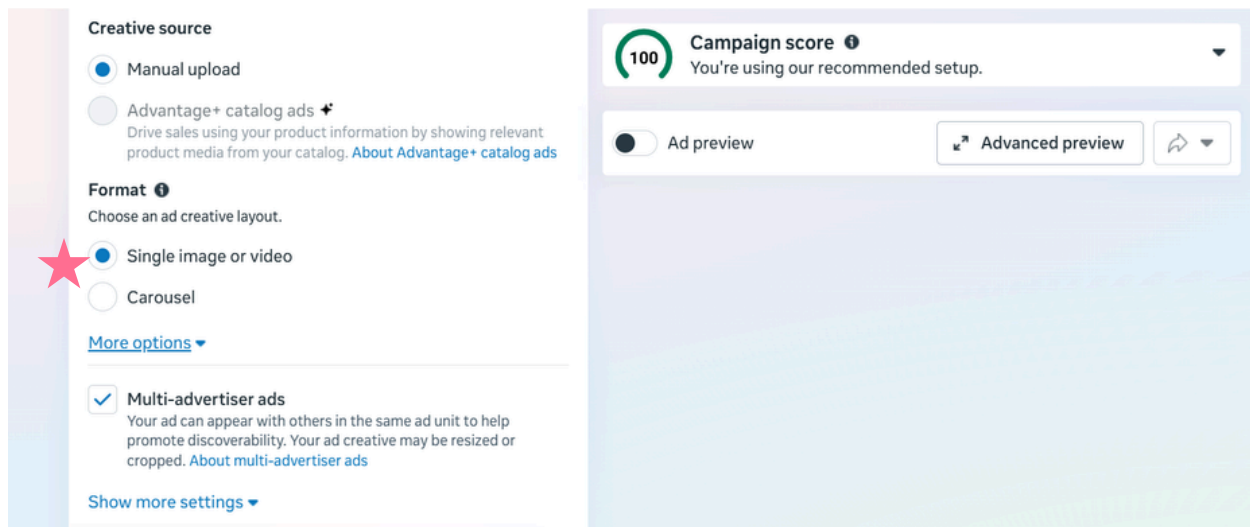 Creative source
Manual upload
Advantage+ catalog ads
Drive sales using your product information by showing relevant
product media from your catalog. About Advantage+ catalog ads
Format
Choose an ad creative layout.
Single image or video
Carousel
More options
Multi-advertiser ads
Your ad can appear with others in the same ad unit to help
promote discoverability. Your ad creative may be resized or
cropped. About multi-advertiser ads
Show more settings
100
Campaign score
You're using our recommended setup.
Ad preview
Advanced preview